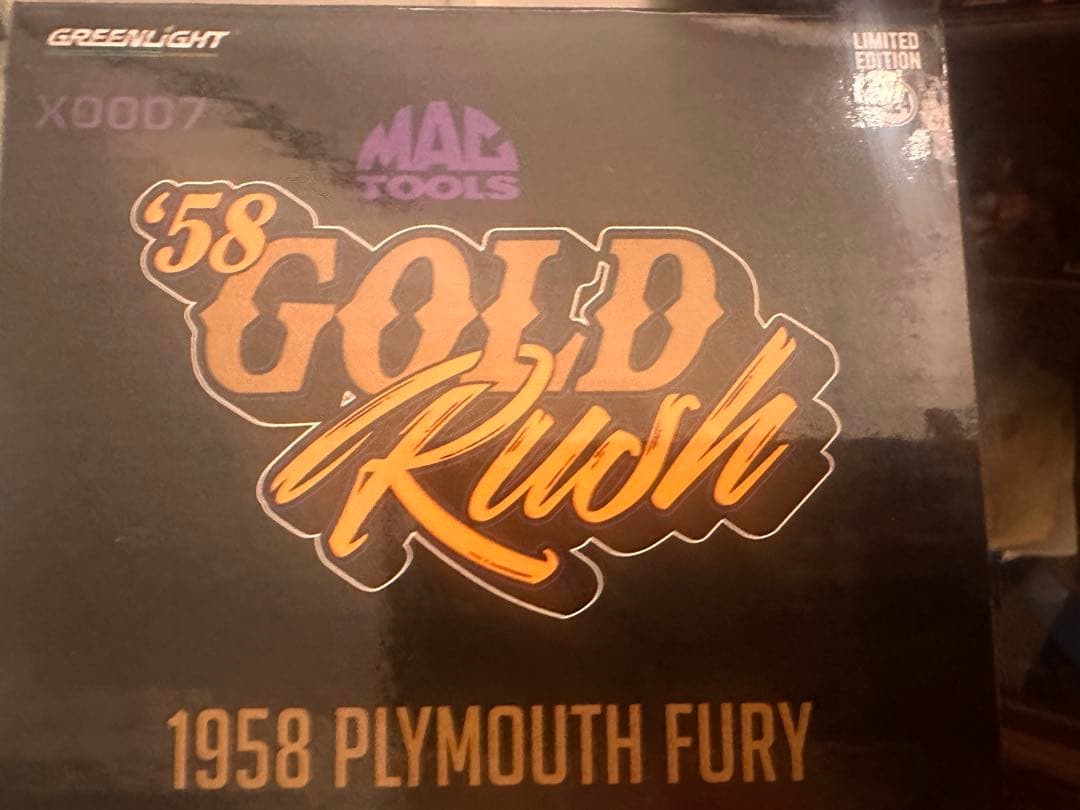 GREENLIGHT
LIMITED
EDITION
X0007
MAC
TOOLS
'58 GOLD
Rush
1958 PLYMOUTH FURY